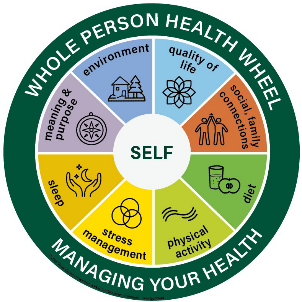 WHOLE PERSON HEALTH WHEEL
environment
quality of
life
social, family
connections
diet
physical
activity
stress
management
sleep
meaning &
purpose
SELF
MANAGING YOUR HEALTH